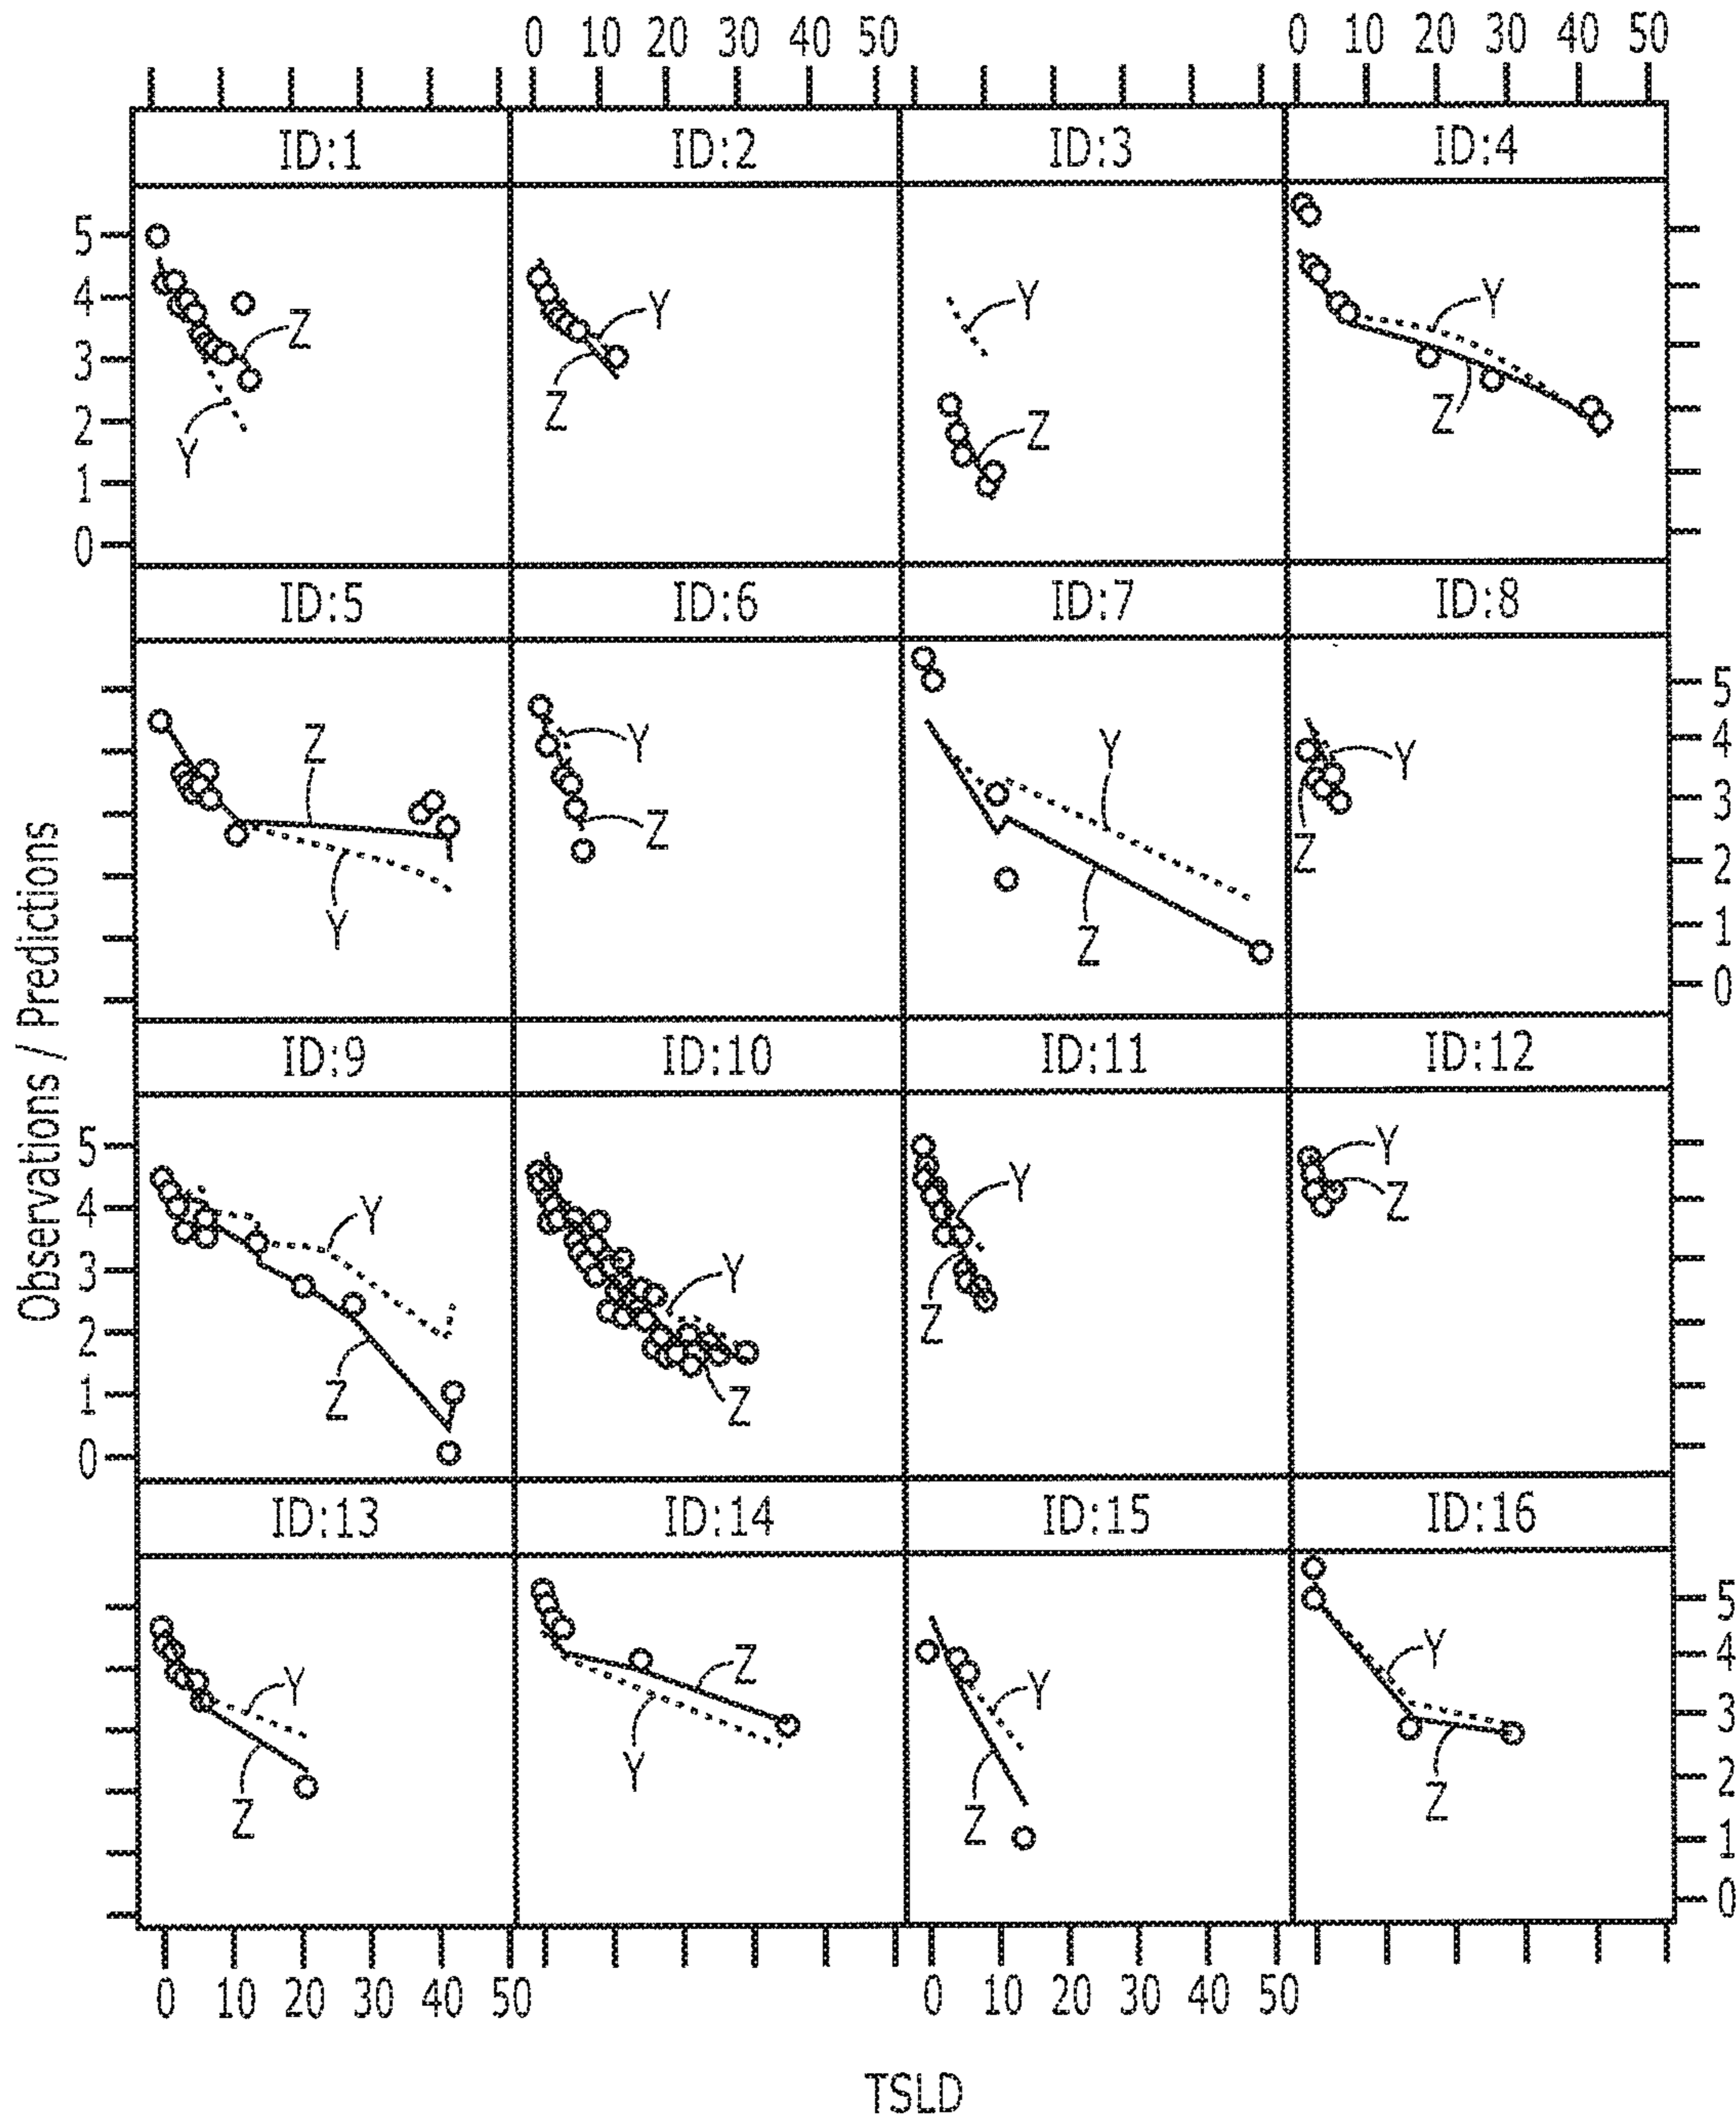 0 10 20 30 40 50 0 10 20 30 40 50
ID:1 ID:2 ID:3 ID:4
5
4
3
2
1
0
Z
Y
Y
Z
Y
Z
Y
Z
ID:5 ID:6 ID:7 ID:8
Z
Y
Y
Z
Y
Z
Y
Z
5
4
3
2
1
0
Observations / Predictions
ID:9 ID:10 ID:11 ID:12
5
4
3
2
1
0
Y
Z
Y
Z
Y
Z
Y
Z
ID:13 ID:14 ID:15 ID:16
Y
Z
Z
Y
Y
Z
Y
Z
5
4
3
2
1
0
0 10 20 30 40 50 0 10 20 30 40 50
TSLD